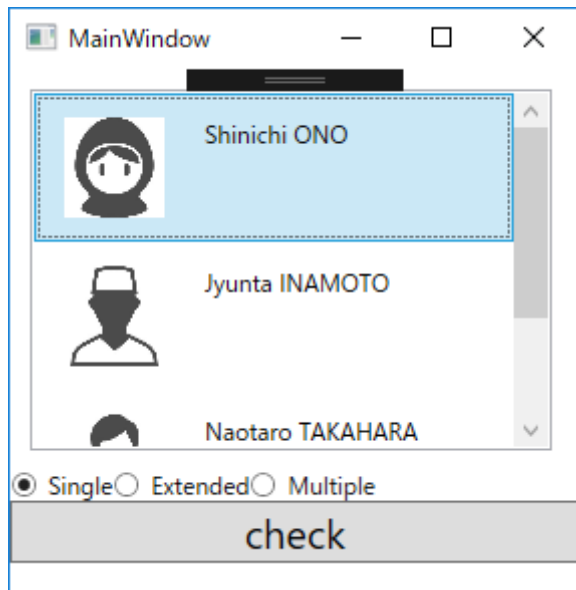 MainWindow
Shinichi ONO
Jyunta INAMOTO
Naotaro TAKAHARA
Single Extended Multiple
check